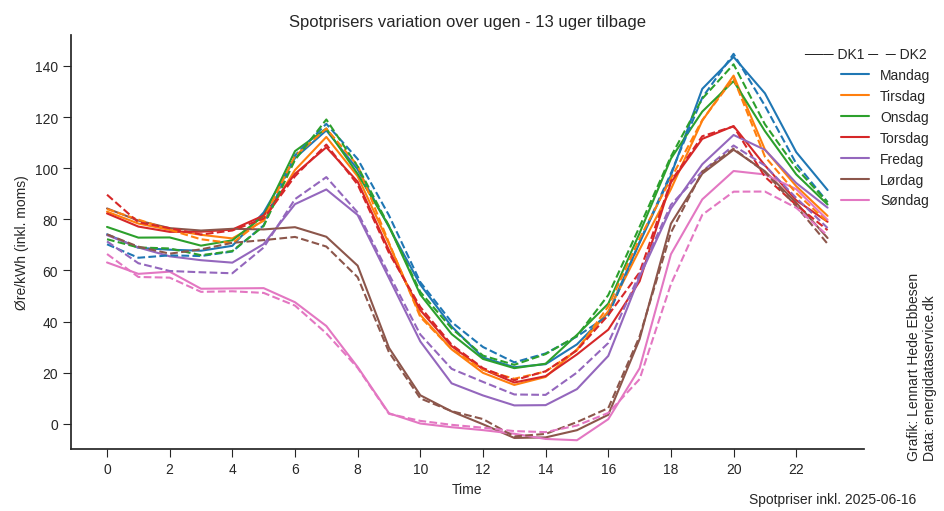 Spotprisers variation over ugen - 13 uger tilbage
DK1 DK2
Mandag
Tirsdag
Onsdag
Torsdag
Fredag
Lørdag
Søndag
Øre/kWh (inkl. moms)
140
120
100
80
60
40
20
0
0 2 4 6 8 10 12 14 16 18 20 22
Time
Grafik: Lennart Hede Ebbesen
Data: energidataservice.dk
Spotpriser inkl. 2025-06-16